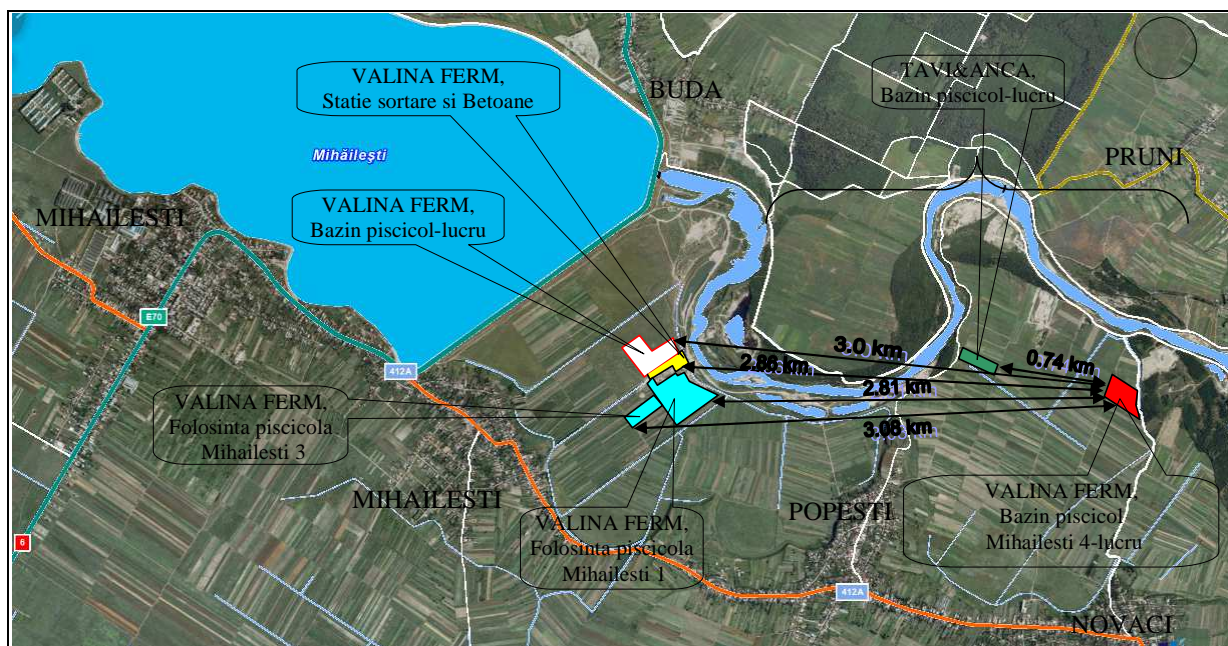 VALINA FERM,
Statie sortare si Betoane
BUDA
TAVI&ANCA,
Bazin piscicol-lucru
Mihăileşti
PRUNI
MIHAILESTI
VALINA FERM,
Bazin piscicol-lucru
E70
3.0 km
2.86 km
0.74 km
412A
2.81 km
VALINA FERM,
Folosinta piscicola
Mihailesti 3
3.08 km
MIHAILESTI
POPESTI
VALINA FERM,
Bazin piscicol
Mihailesti 4-lucru
VALINA FERM,
Folosinta piscicola
Mihailesti 1
6
412A
NOVACI